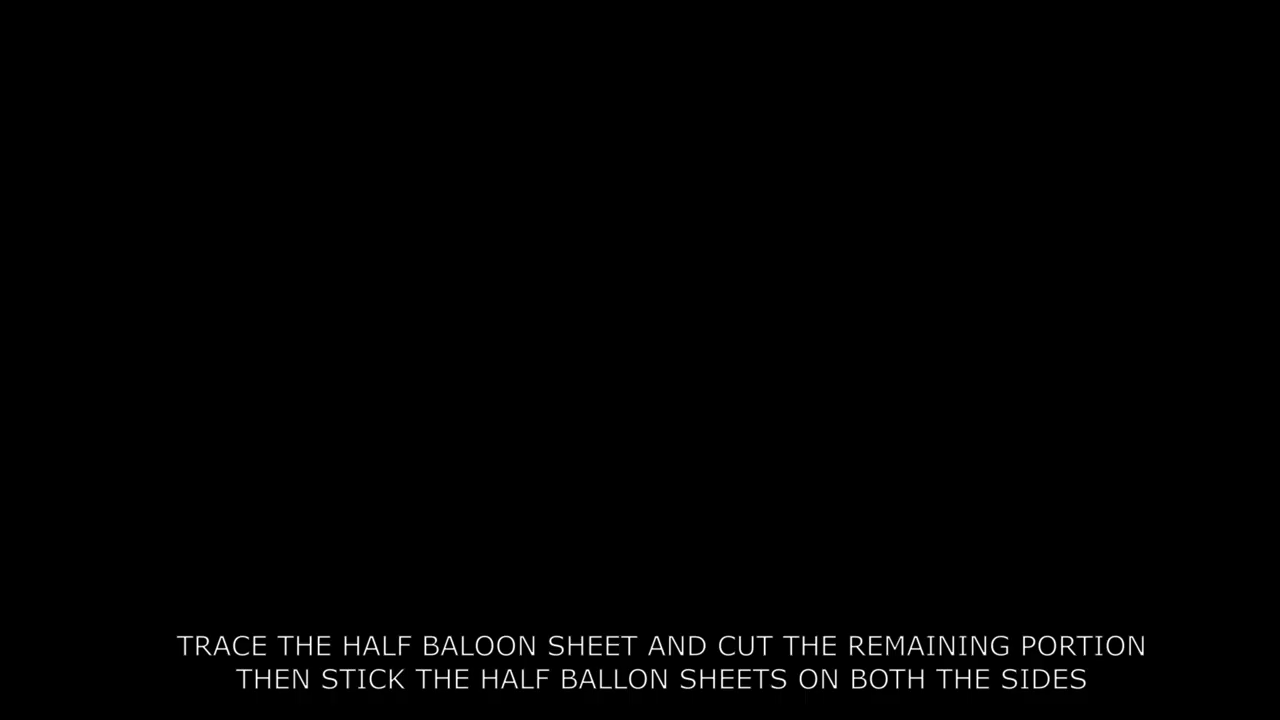 TRACE THE HALF BALOON SHEET AND CUT THE REMAINING PORTION
THEN STICK THE HALF BALLON SHEETS ON BOTH THE SIDES